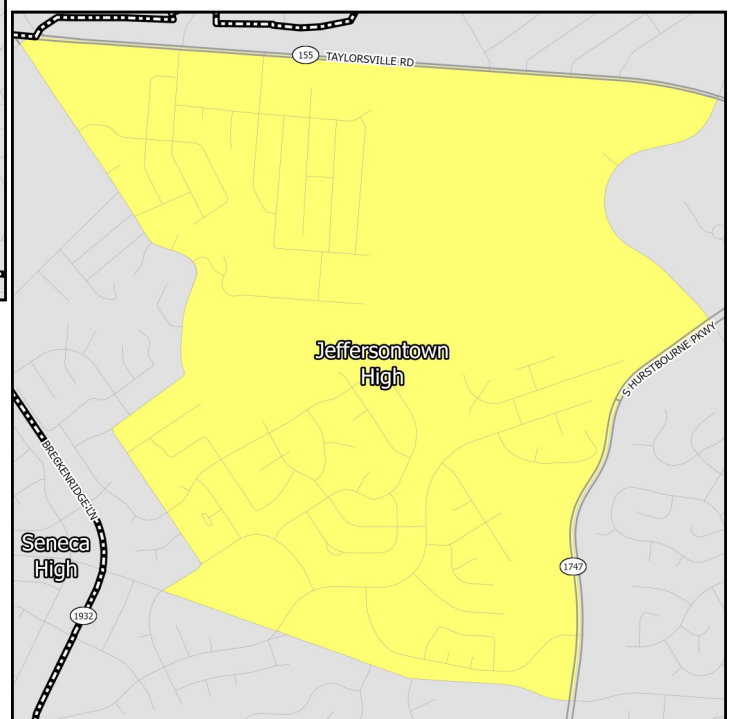 155 TAYLORSVILLE RD
Jeffersontown
High
S HURSTBOURNE PKWY
BRECKENRIDGE LN
Seneca
High
1747
1932